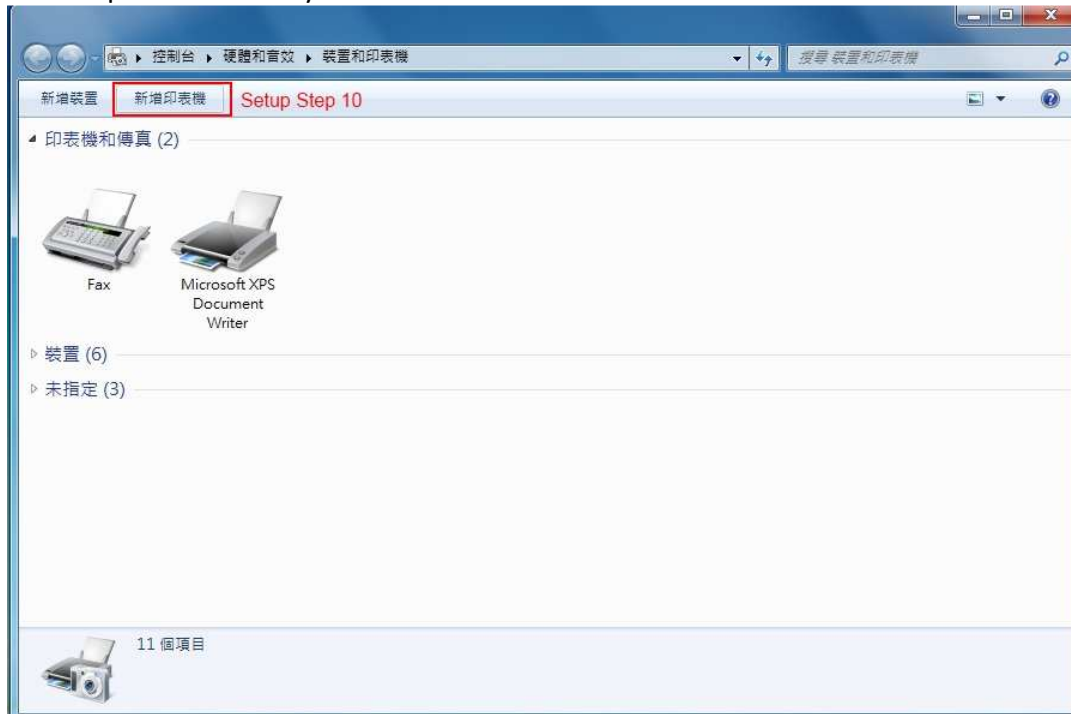 控制台 ▸ 硬體和音效 ▸ 裝置和印表機
搜尋 裝置和印表機
新增裝置 新增印表機 Setup Step 10
印表機和傳真 (2)
Fax
Microsoft XPS
Document
Writer
裝置 (6)
未指定 (3)
11 個項目